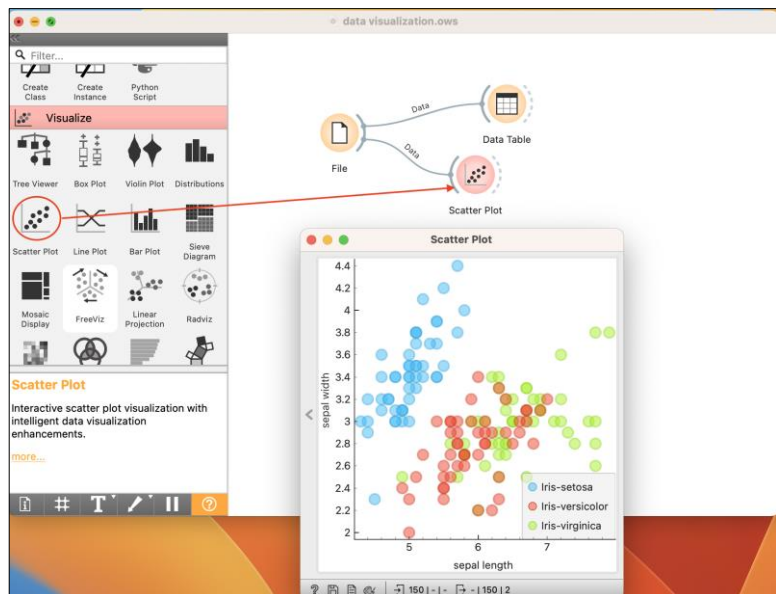 data visualization.ows
Filter...
Create Class
Create Instance
Python Script
Visualize
Tree Viewer
Box Plot
Violin Plot
Distributions
Scatter Plot
Line Plot
Bar Plot
Sieve Diagram
Mosaic Display
FreeViz
Linear Projection
Radviz
Scatter Plot
Interactive scatter plot visualization with
intelligent data visualization
enhancements.
more...
File
Data
Data Table
Data
Scatter Plot
Scatter Plot
sepal width
4.4
4.2
4
3.8
3.6
3.4
3.2
3
2.8
2.6
2.4
2.2
2
Iris-setosa
Iris-versicolor
Iris-virginica
5
6
7
sepal length
150 | - | -
- | 150 | 2